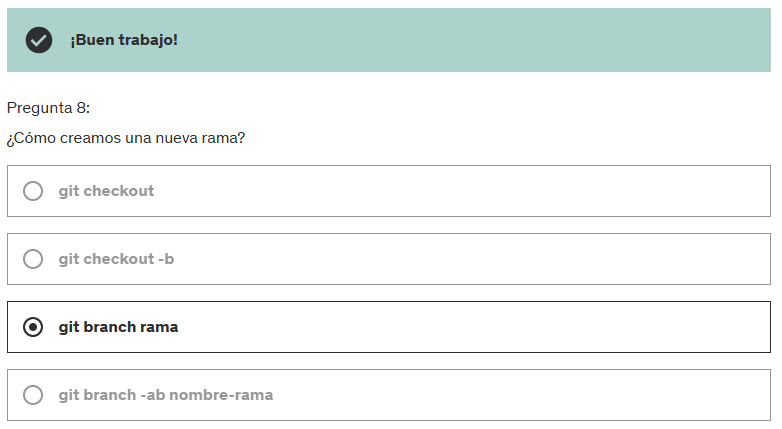 ¡Buen trabajo!
Pregunta 8:
¿Cómo creamos una nueva rama?
git checkout
git checkout -b
git branch rama
git branch -ab nombre-rama